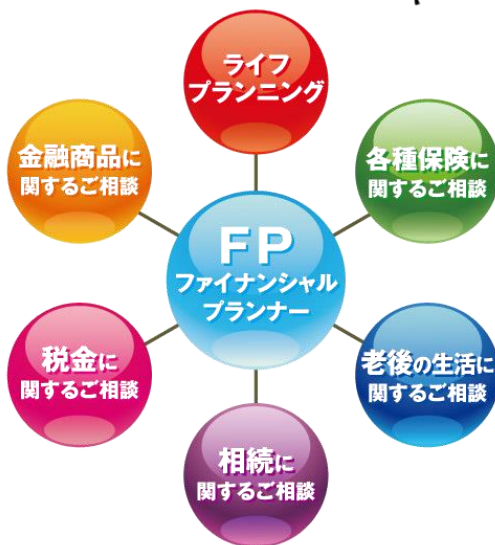 ライフ
プランニング
金融商品に
関するご相談
各種保険に
関するご相談
FP
ファイナンシャル
プランナー
税金に
関するご相談
老後の生活に
関するご相談
相続に
関するご相談